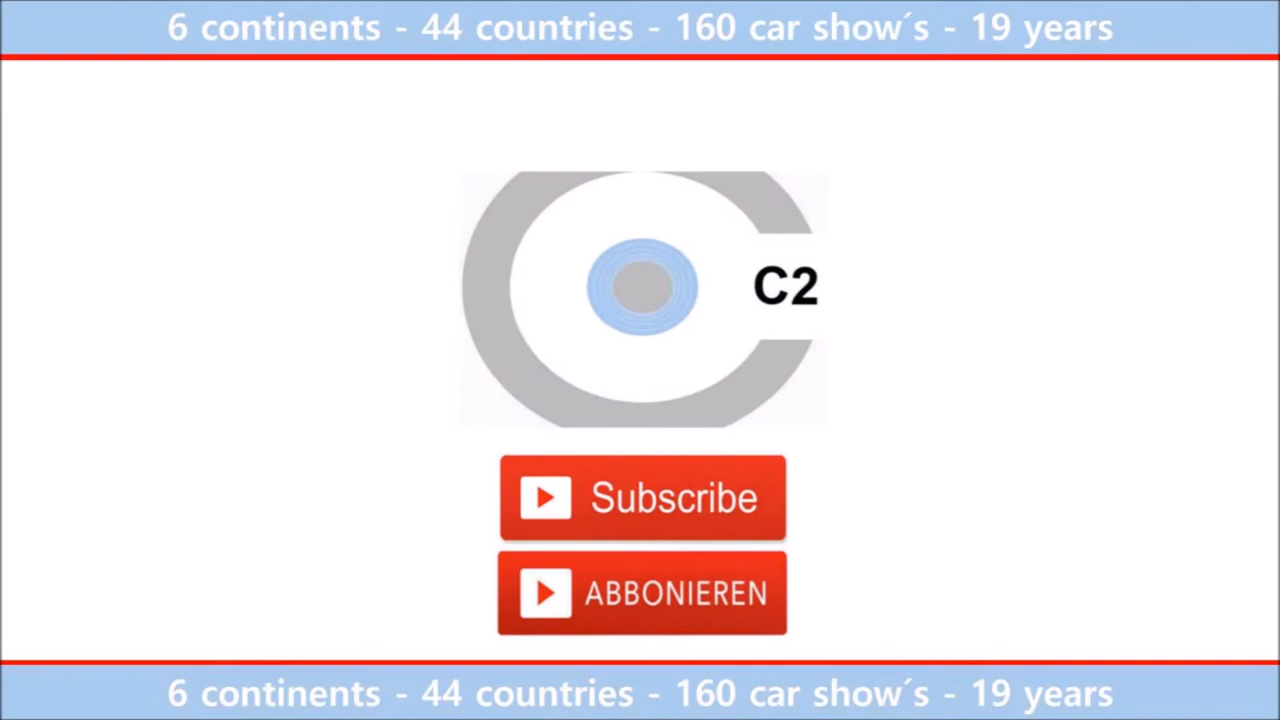 6 continents - 44 countries - 160 car show´s - 19 years
C2
Subscribe
ABBONIEREN
6 continents - 44 countries - 160 car show´s - 19 years